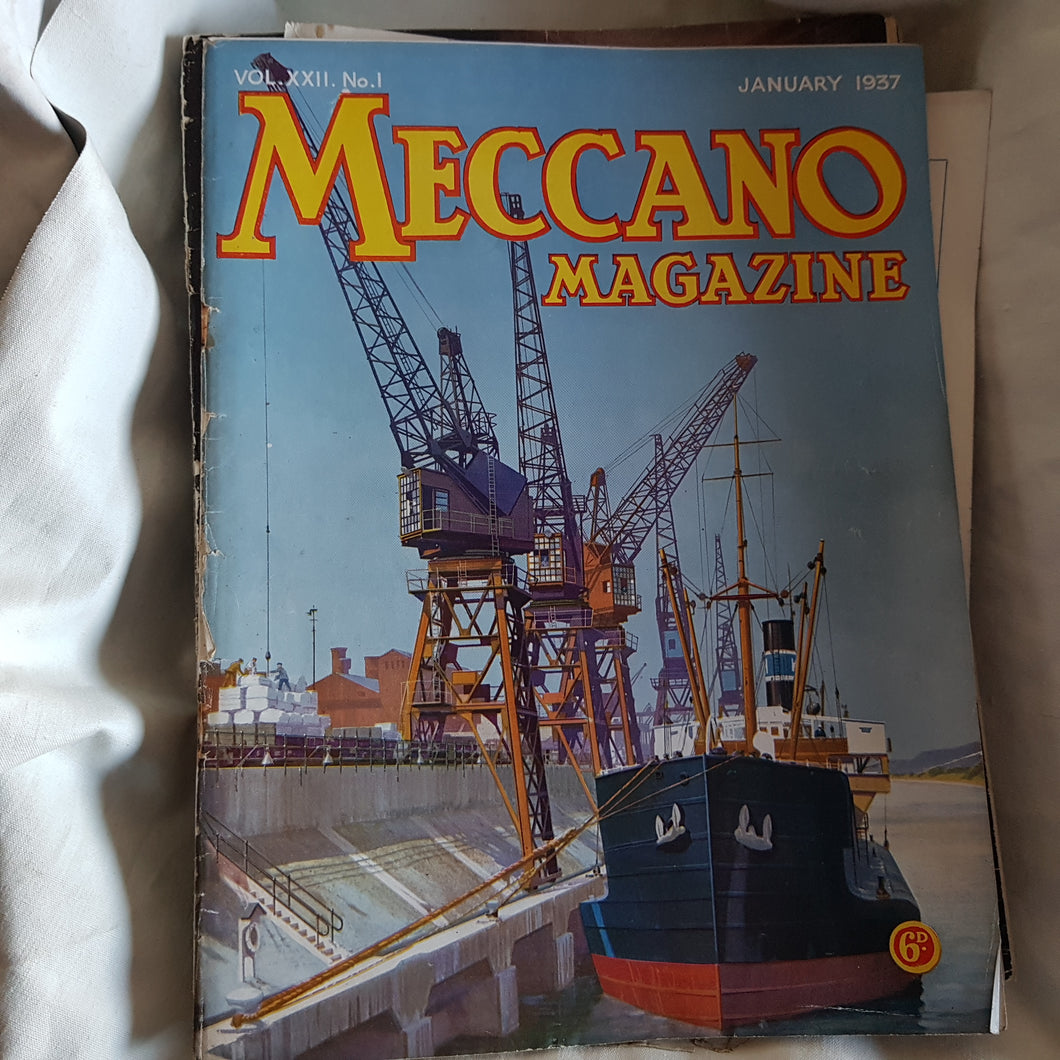 VOL. XXII. No. 1
JANUARY 1937
MECCANO
MAGAZINE
6D.